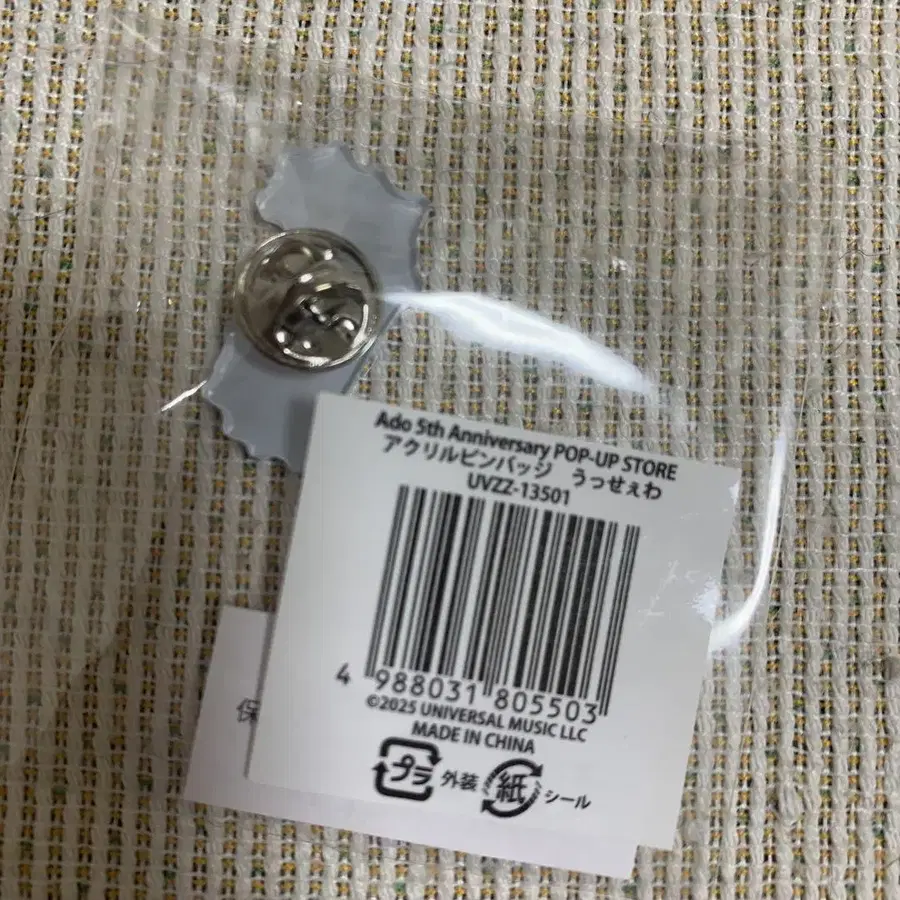 Ado 5th Anniversary POP-UP STORE
アクリルピンバッジ うっせぇわ
UVZZ-13501
4 988031 805503
©2025 UNIVERSAL MUSIC LLC
MADE IN CHINA
プラ 外装 紙 シール
保